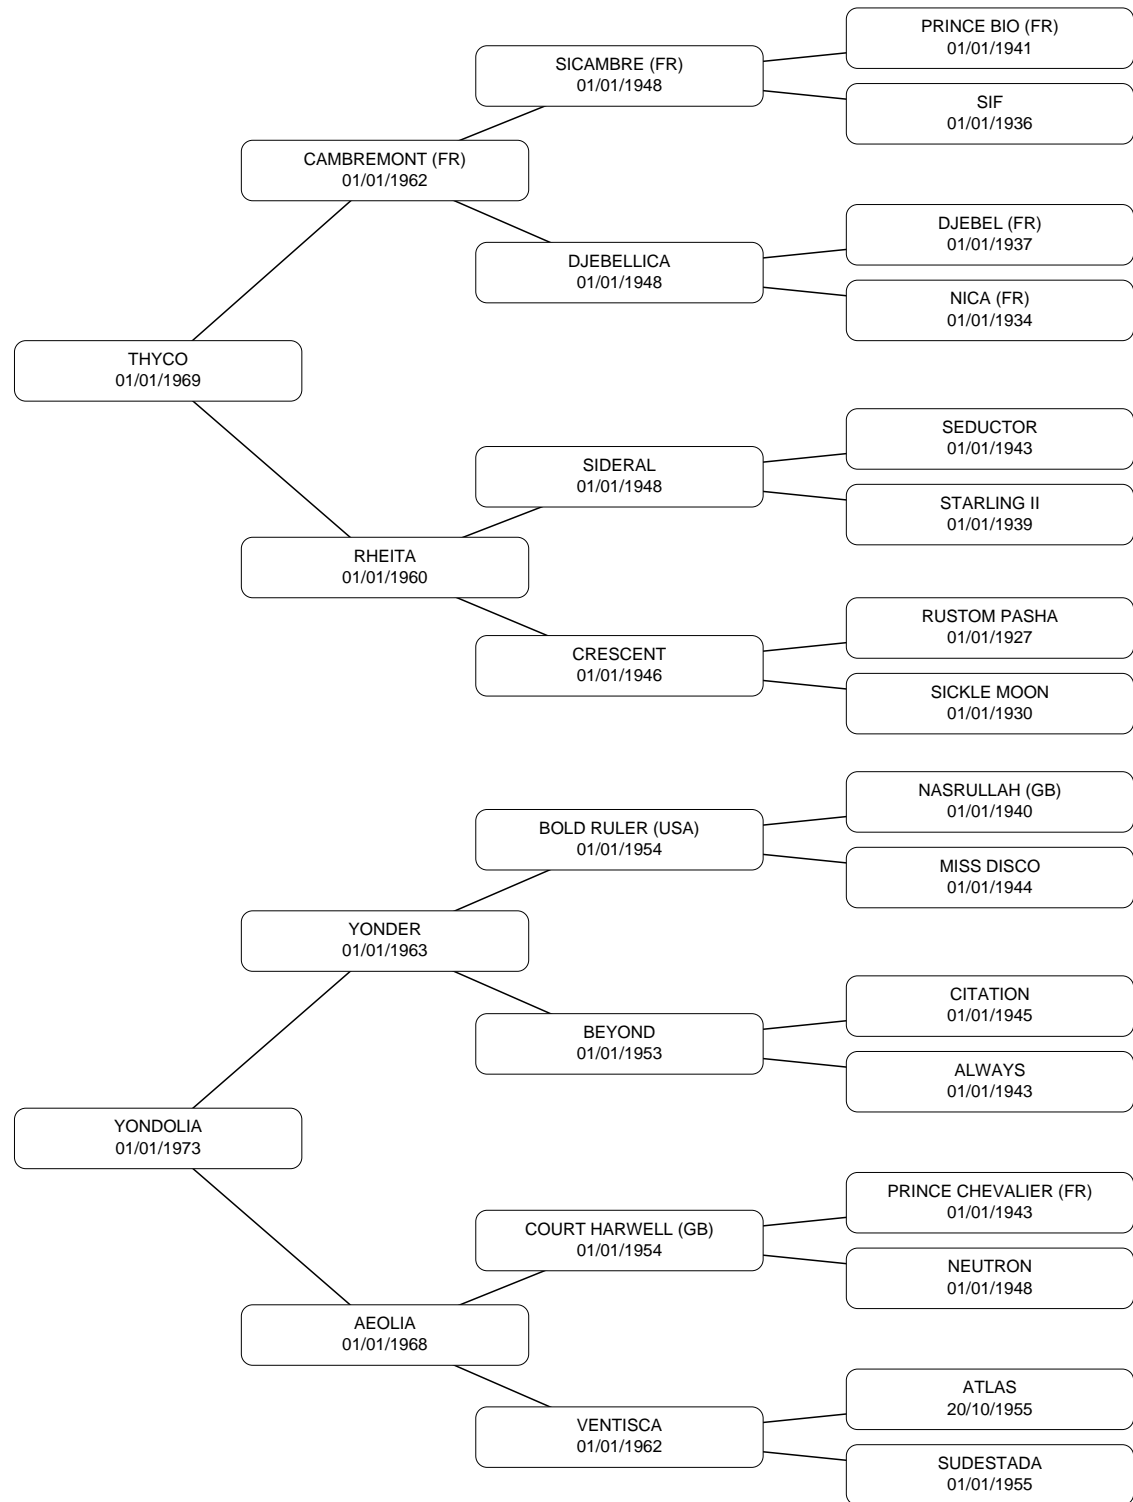 PRINCE BIO (FR)
01/01/1941
SICAMBRE (FR)
01/01/1948
SIF
01/01/1936
CAMBREMONT (FR)
01/01/1962
DJEBEL (FR)
01/01/1937
DJEBELLICA
01/01/1948
NICA (FR)
01/01/1934
THYCO
01/01/1969
SEDUCTOR
01/01/1943
SIDERAL
01/01/1948
STARLING II
01/01/1939
RHEITA
01/01/1960
RUSTOM PASHA
01/01/1927
CRESCENT
01/01/1946
SICKLE MOON
01/01/1930
NASRULLAH (GB)
01/01/1940
BOLD RULER (USA)
01/01/1954
MISS DISCO
01/01/1944
YONDER
01/01/1963
CITATION
01/01/1945
BEYOND
01/01/1953
ALWAYS
01/01/1943
YONDOLIA
01/01/1973
PRINCE CHEVALIER (FR)
01/01/1943
COURT HARWELL (GB)
01/01/1954
NEUTRON
01/01/1948
AEOLIA
01/01/1968
ATLAS
20/10/1955
VENTISCA
01/01/1962
SUDESTADA
01/01/1955